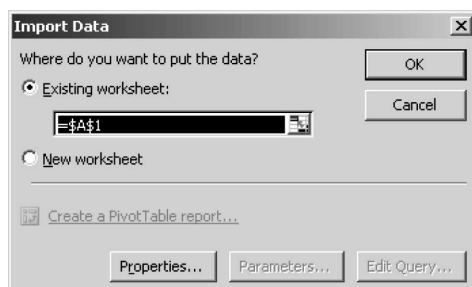 Import Data
Where do you want to put the data?
Existing worksheet:
=$A$1
New worksheet
Create a PivotTable report...
OK
Cancel
Properties...
Parameters...
Edit Query...